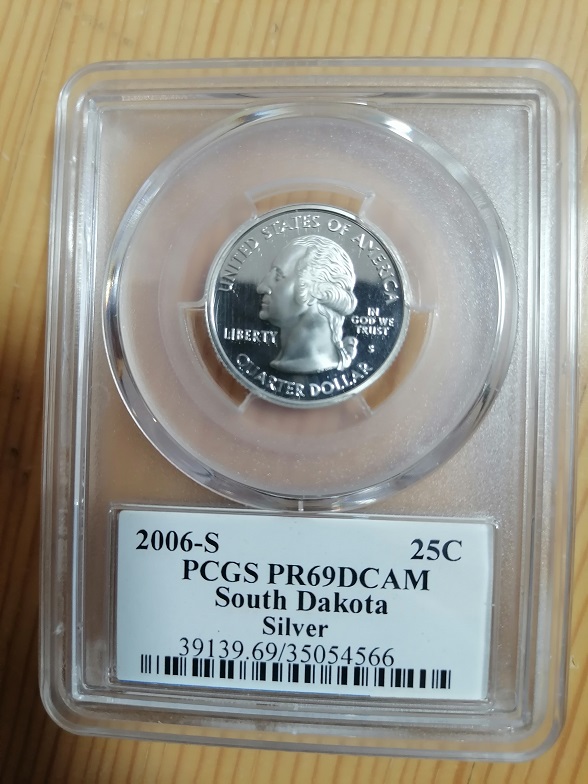 UNITED STATES OF AMERICA
LIBERTY
IN
GOD WE
TRUST
S
QUARTER DOLLAR
2006-S 25C
PCGS PR69DCAM
South Dakota
Silver
39139.69/35054566